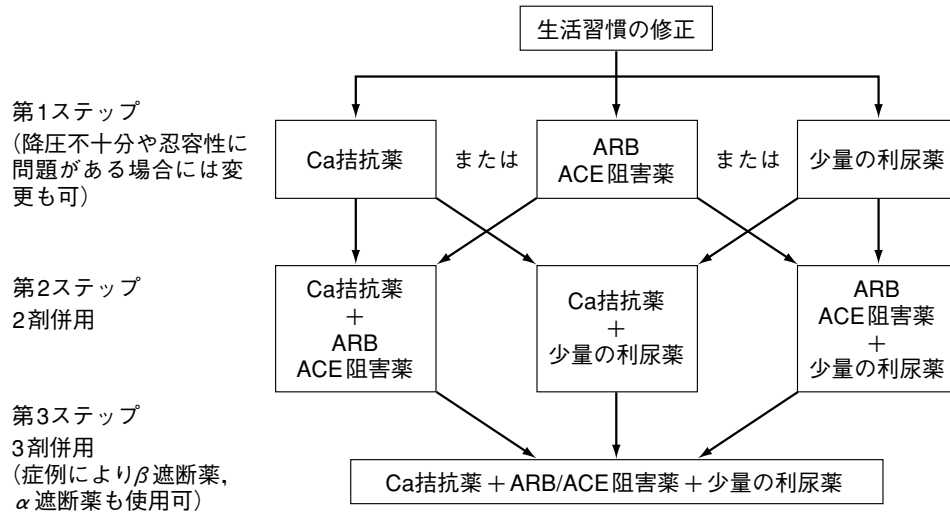 生活習慣の修正
第1ステップ
（降圧不十分や忍容性に
問題がある場合には変
更も可）
Ca拮抗薬
または
ARB
ACE阻害薬
または
少量の利尿薬
第2ステップ
2剤併用
Ca拮抗薬
＋
ARB
ACE阻害薬
Ca拮抗薬
＋
少量の利尿薬
ARB
ACE阻害薬
＋
少量の利尿薬
第3ステップ
3剤併用
（症例によりβ遮断薬，
α遮断薬も使用可）
Ca拮抗薬＋ARB/ACE阻害薬＋少量の利尿薬